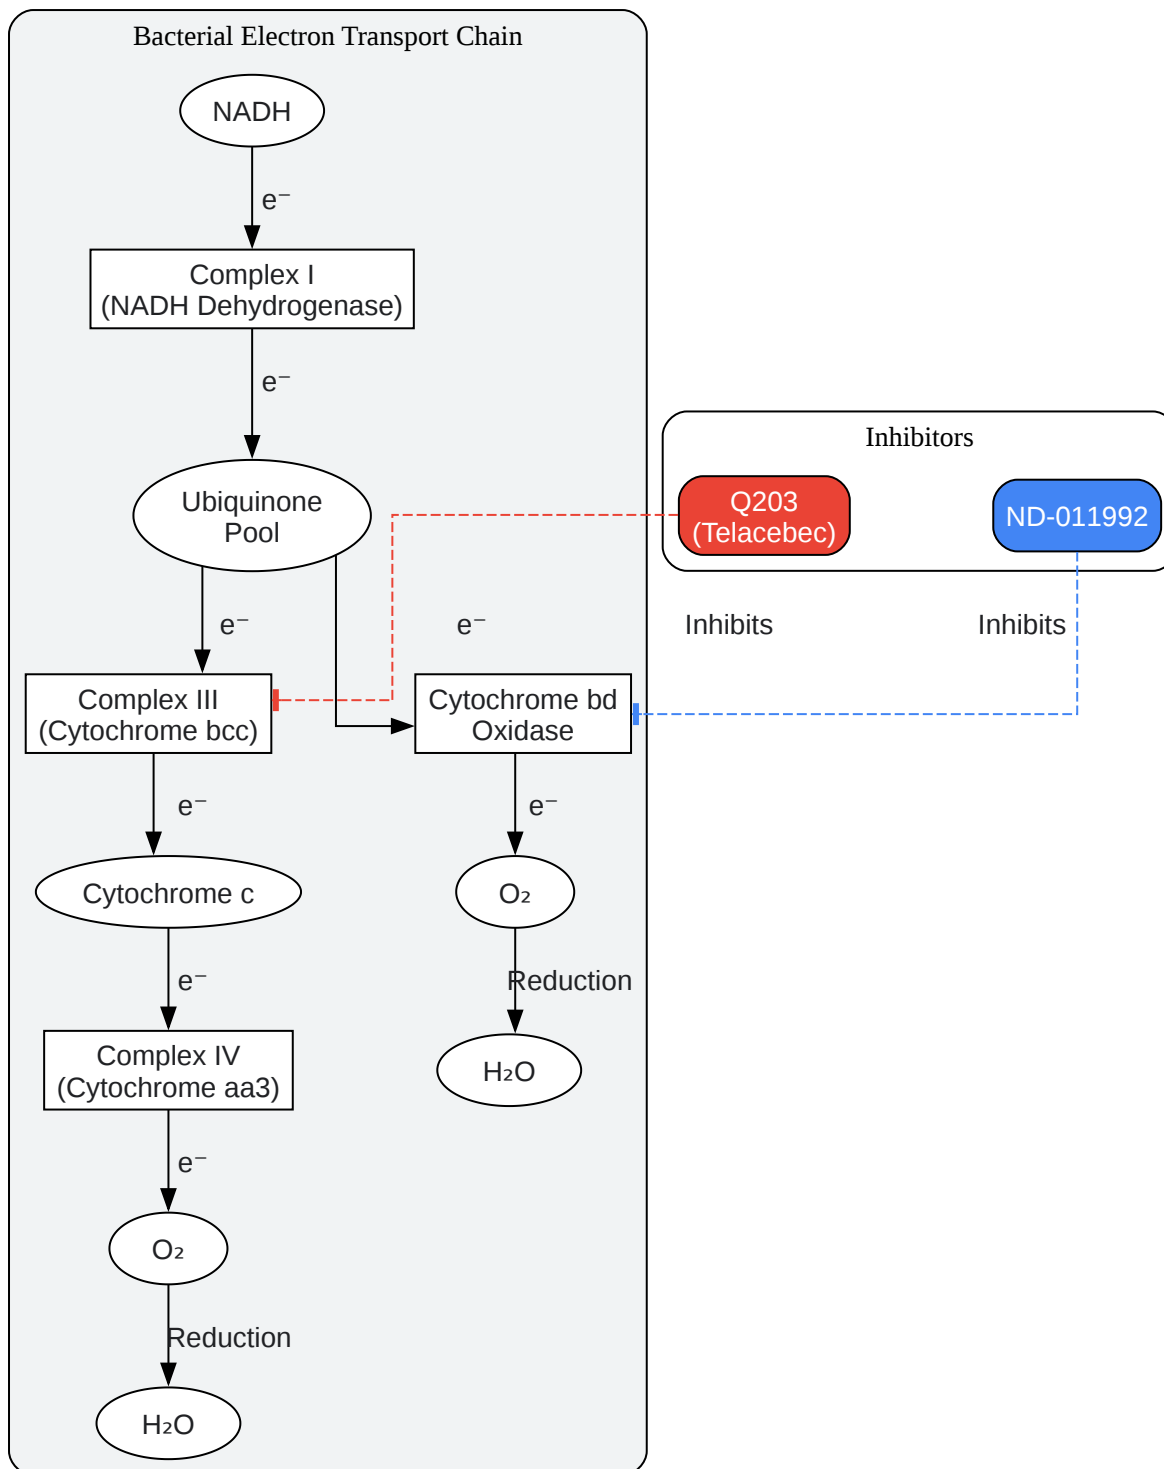 Bacterial Electron Transport Chain
NADH
e⁻
Complex I
(NADH Dehydrogenase)
e⁻
Inhibitors
Ubiquinone
Pool
Q203
(Telacebec)
ND-011992
e⁻
e⁻
Inhibits
Inhibits
Complex III
(Cytochrome bcc)
Cytochrome bd
Oxidase
e⁻
e⁻
Cytochrome c
O₂
e⁻
Reduction
Complex IV
(Cytochrome aa3)
H₂O
e⁻
O₂
Reduction
H₂O